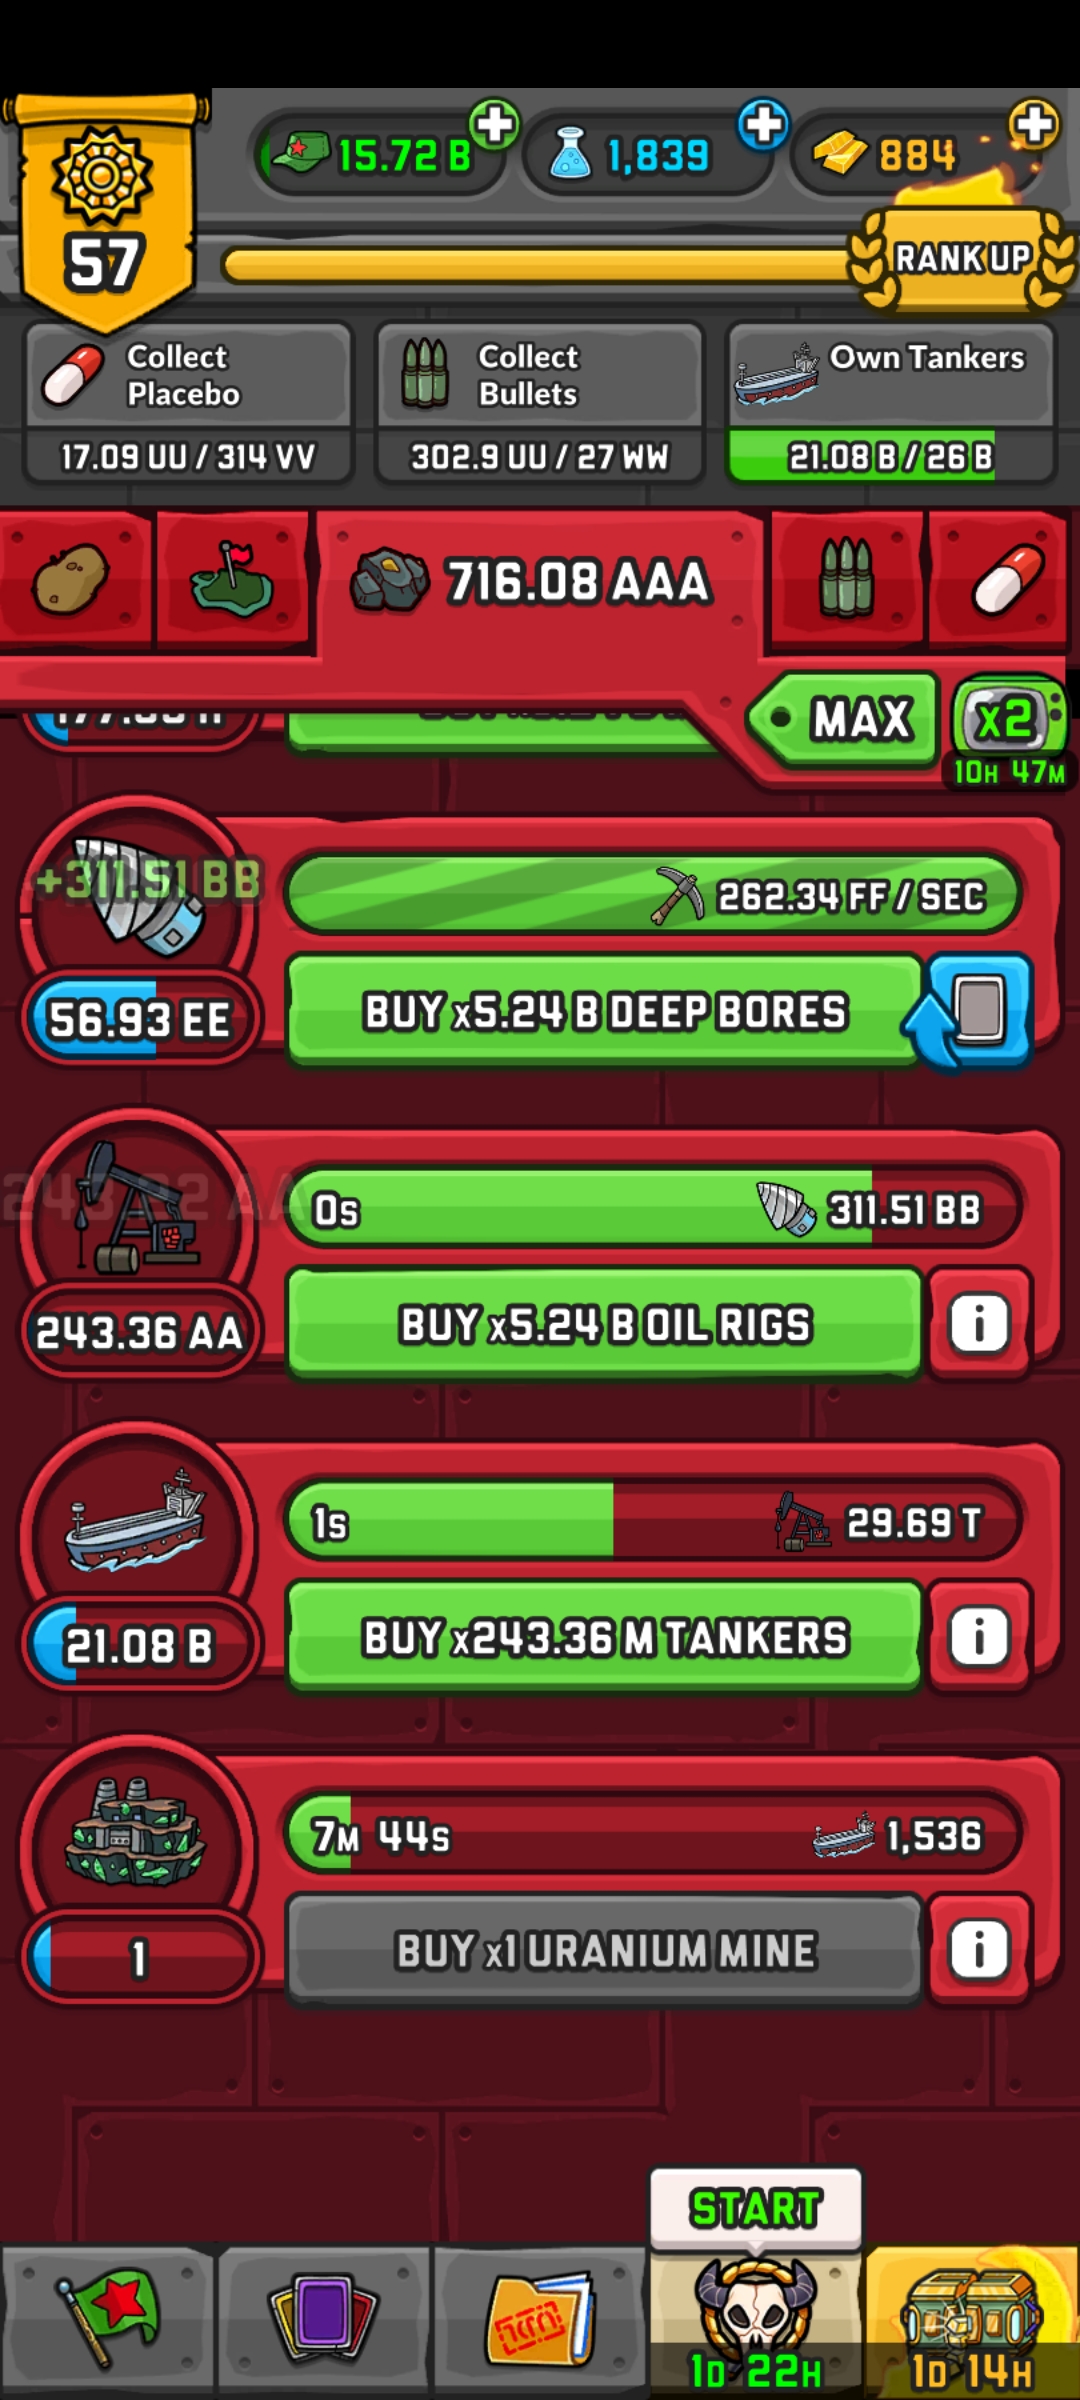 57
15.72 B
1,839
884
RANK UP
Collect
Placebo
17.09 UU / 314 VV
Collect
Bullets
302.9 UU / 27 WW
Own Tankers
21.08 B / 26 B
716.08 AAA
MAX
x2
10H 47M
+311.51 BB
262.34 FF / SEC
56.93 EE
BUY x5.24 B DEEP BORES
243.22 AA
0s
311.51 BB
243.36 AA
BUY x5.24 B OIL RIGS
i
1s
29.69 T
21.08 B
BUY x243.36 M TANKERS
i
7M 44s
1,536
1
BUY x1 URANIUM MINE
i
START
1D 22H
1D 14H